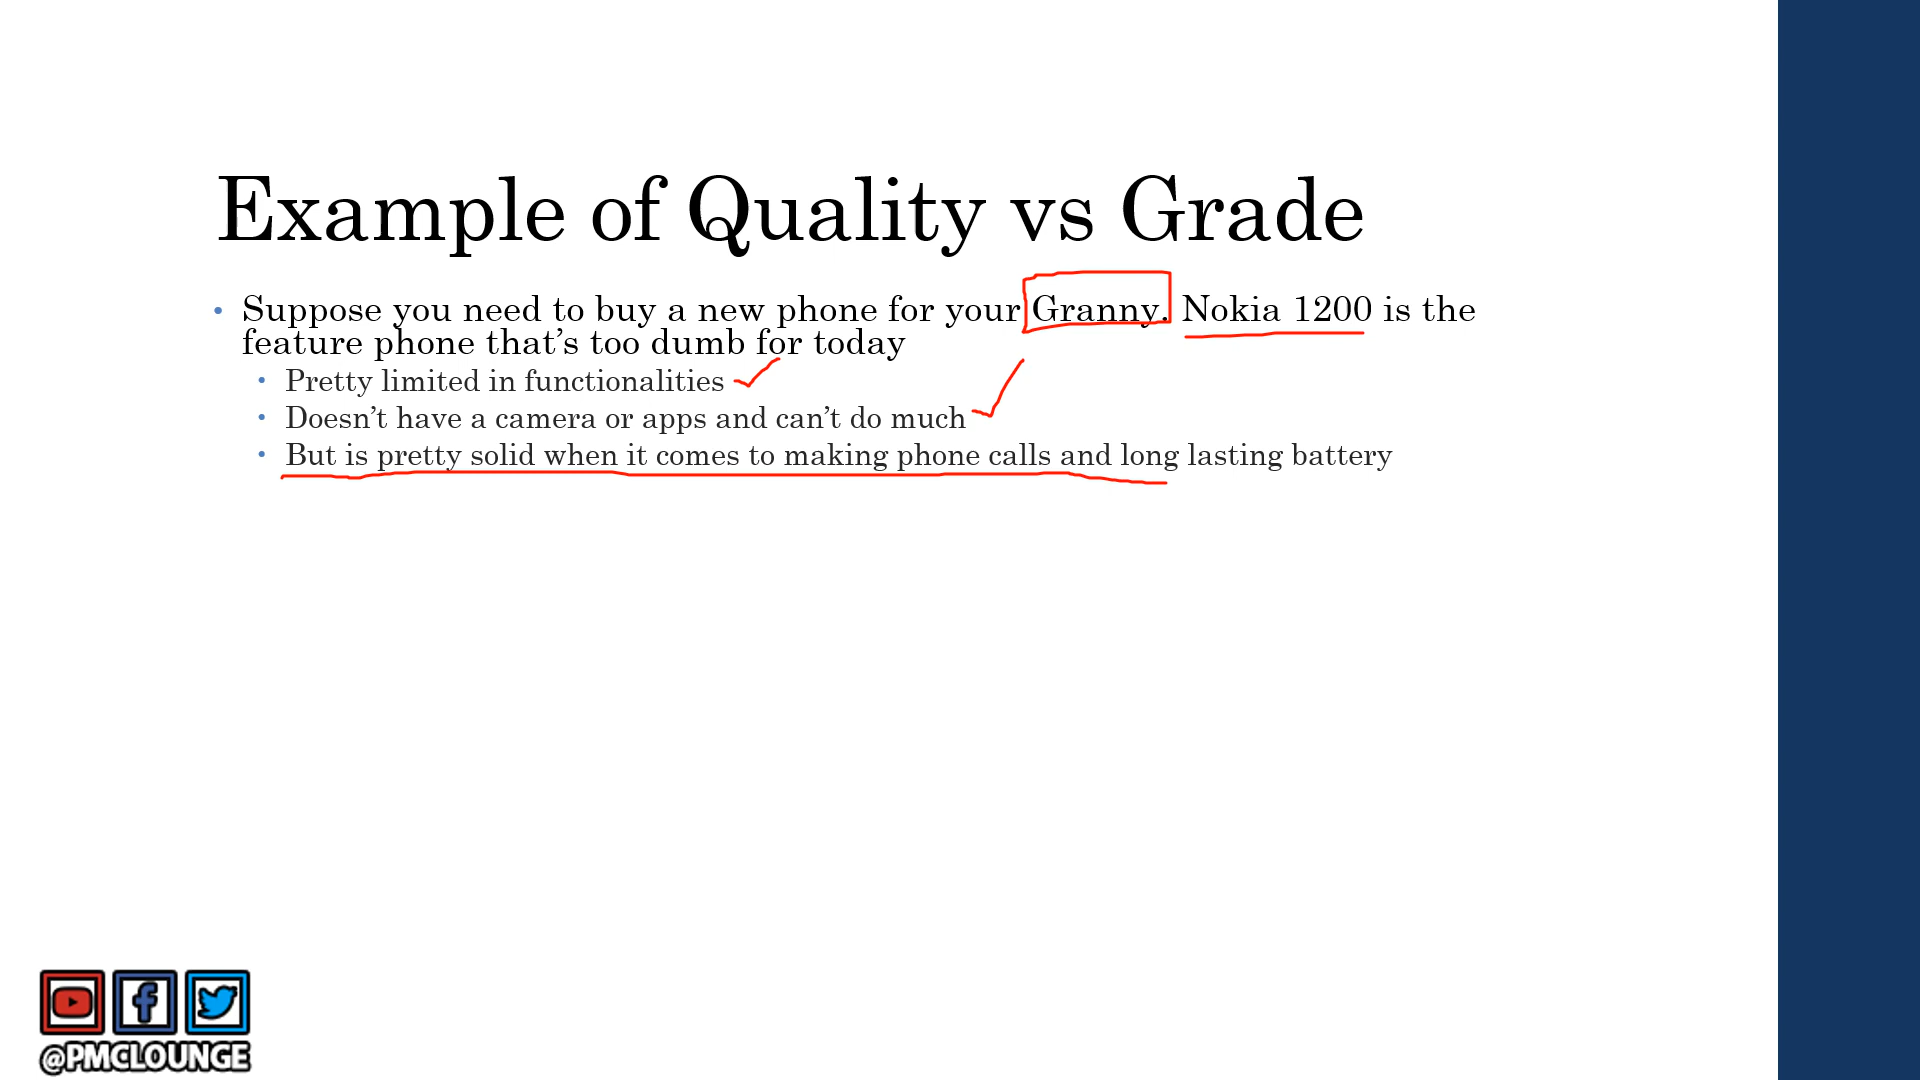 Example of Quality vs Grade
• Suppose you need to buy a new phone for your Granny. Nokia 1200 is the
feature phone that’s too dumb for today
• Pretty limited in functionalities
• Doesn’t have a camera or apps and can’t do much
• But is pretty solid when it comes to making phone calls and long lasting battery
@PMCLOUNGE